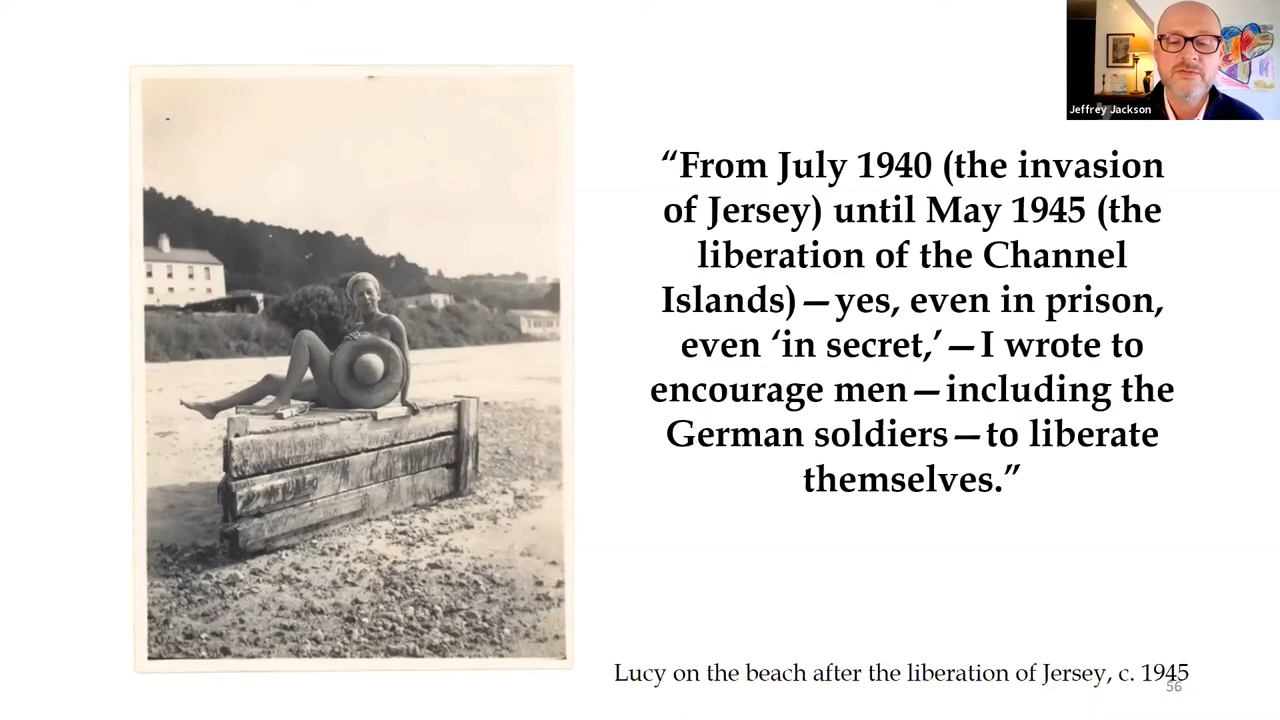 Jeffrey Jackson
“From July 1940 (the invasion
of Jersey) until May 1945 (the
liberation of the Channel
Islands)—yes, even in prison,
even ‘in secret,’—I wrote to
encourage men—including the
German soldiers—to liberate
themselves.”
Lucy on the beach after the liberation of Jersey, c. 1945
56